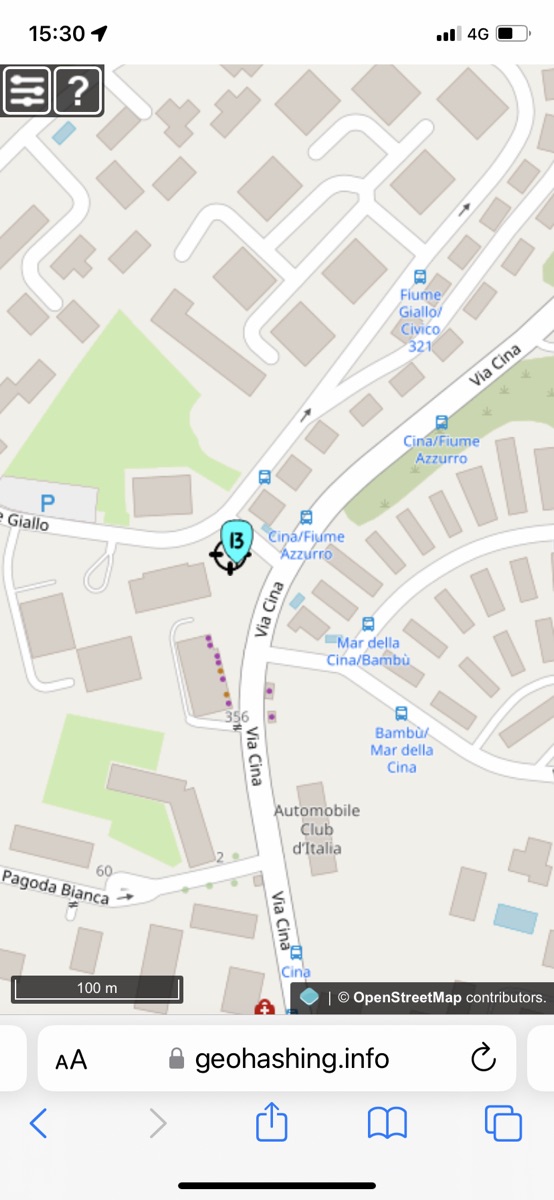 15:30
4G
?
Fiume
Giallo/
Civico
321
Via Cina
Cina/Fiume
Azzurro
P
e Giallo
13
Cina/Fiume
Azzurro
Via Cina
Mar della
Cina/Bambù
356
Via Cina
Bambù/
Mar della
Cina
Automobile
Club
d'Italia
2
60
Pagoda Bianca
Via Cina
Cina
100 m
| © OpenStreetMap contributors.
AA
geohashing.info